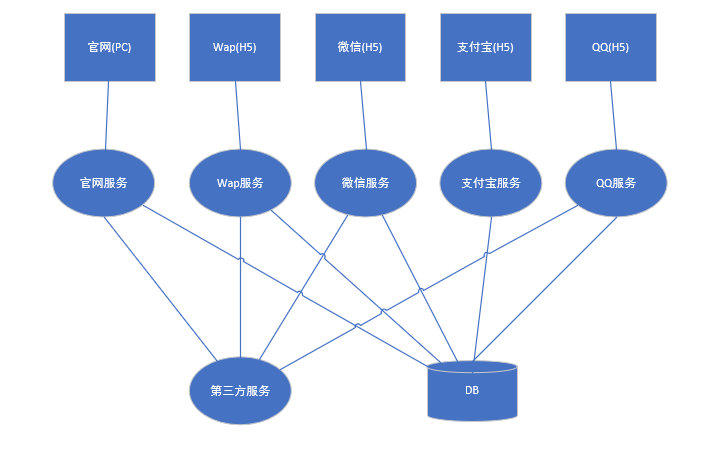 官网(PC)
Wap(H5)
微信(H5)
支付宝(H5)
QQ(H5)
官网服务
Wap服务
微信服务
支付宝服务
QQ服务
第三方服务
DB